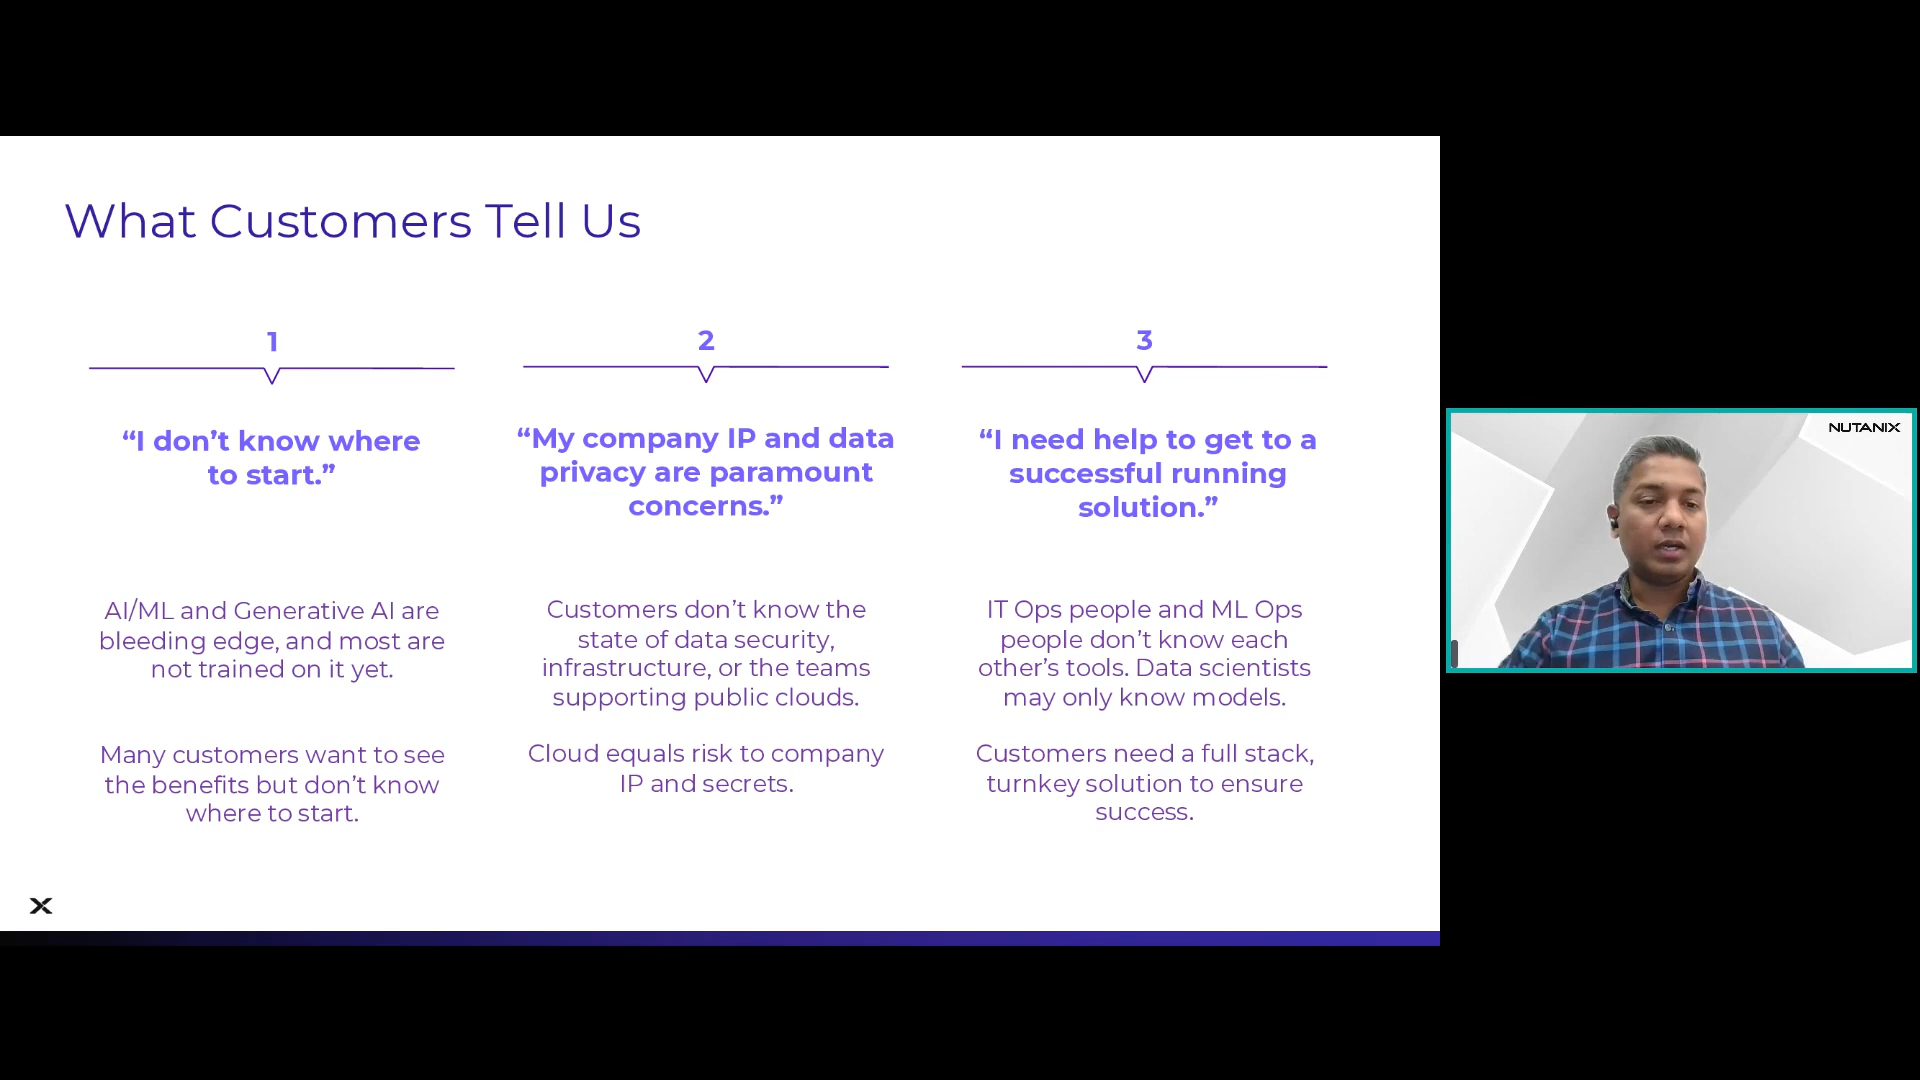 What Customers Tell Us
1
“I don’t know where
to start.”
AI/ML and Generative AI are
bleeding edge, and most are
not trained on it yet.
Many customers want to see
the benefits but don’t know
where to start.
2
“My company IP and data
privacy are paramount
concerns.”
Customers don’t know the
state of data security,
infrastructure, or the teams
supporting public clouds.
Cloud equals risk to company
IP and secrets.
3
“I need help to get to a
successful running
solution.”
IT Ops people and ML Ops
people don’t know each
other’s tools. Data scientists
may only know models.
Customers need a full stack,
turnkey solution to ensure
success.
NUTANIX